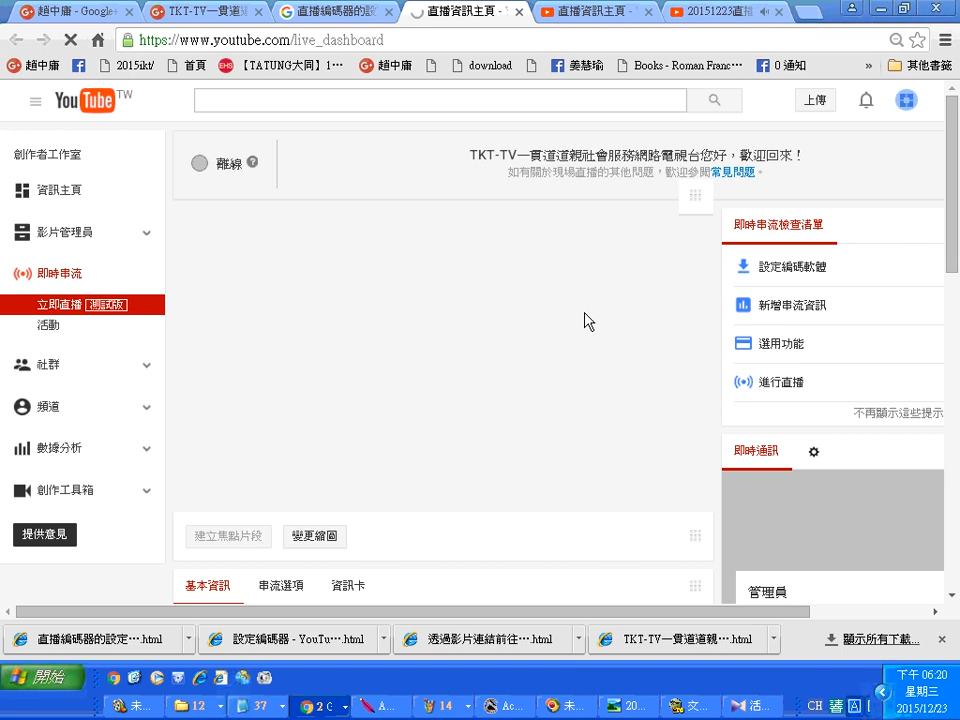 趙中庸 - Google+
TKT-TV一貫道
直播編碼器的設定
直播資訊主頁 - Y
直播資訊主頁 - Y
20151223直播
https://www.youtube.com/live_dashboard
趙中庸
2015ikt/
首頁
【TATUNG大同】1…
趙中庸
download
姜慧瑜
Books - Roman Franc…
0 通知
»
其他書籤
YouTube TW
上傳
創作者工作室
資訊主頁
影片管理員
即時串流
立即直播 測試版
活動
社群
頻道
數據分析
創作工具箱
提供意見
離線 ?
TKT-TV一貫道道親社會服務網路電視台您好，歡迎回來！
如有關於現場直播的其他問題，歡迎參閱常見問題。
即時串流檢查清單
設定編碼軟體
新增串流資訊
選用功能
進行直播
不再顯示這些提示
即時通訊
管理員
建立焦點片段
變更縮圖
基本資訊
串流選項
資訊卡
直播編碼器的設定….html
設定編碼器 - YouTu….html
透過影片連結前往….html
TKT-TV一貫道道親….html
顯示所有下載...
開始
未…
12
37
2 C
A…
14
Ac…
未…
20…
文…
活…
CH
下午 06:20
星期三
2015/12/23